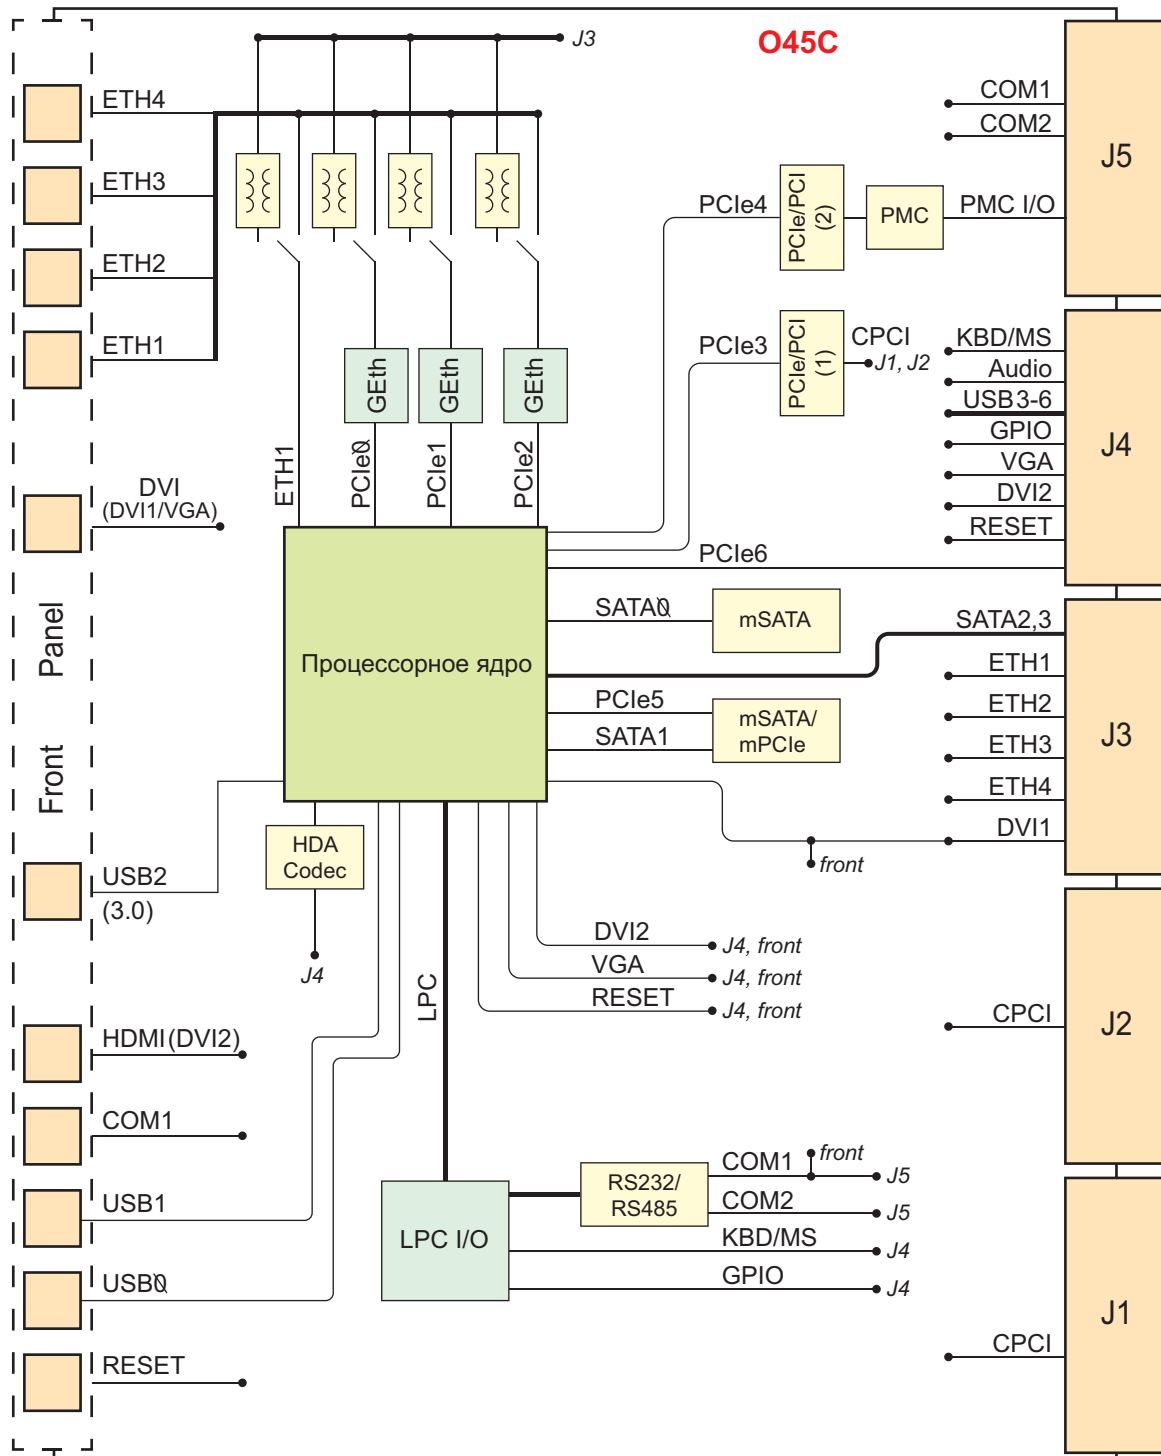 O45C
J3
ETH4
ETH3
ETH2
ETH1
DVI
(DVI1/VGA)
Front Panel
USB2
(3.0)
HDMI(DVI2)
COM1
USB1
USB0
RESET
GEth
GEth
GEth
ETH1
PCIe0
PCIe1
PCIe2
Процессорное ядро
HDA
Codec
J4
LPC
LPC I/O
PCIe4
PCIe/PCI
(2)
PMC
PMC I/O
PCIe3
PCIe/PCI
(1)
CPCI
J1, J2
PCIe6
SATA0
mSATA
PCIe5
SATA1
mSATA/
mPCIe
front
DVI2
J4, front
VGA
J4, front
RESET
J4, front
RS232/
RS485
COM1
front
J5
COM2
J5
KBD/MS
J4
GPIO
J4
COM1
COM2
J5
KBD/MS
Audio
USB3-6
GPIO
VGA
DVI2
RESET
J4
SATA2,3
ETH1
ETH2
ETH3
ETH4
DVI1
J3
CPCI
J2
CPCI
J1